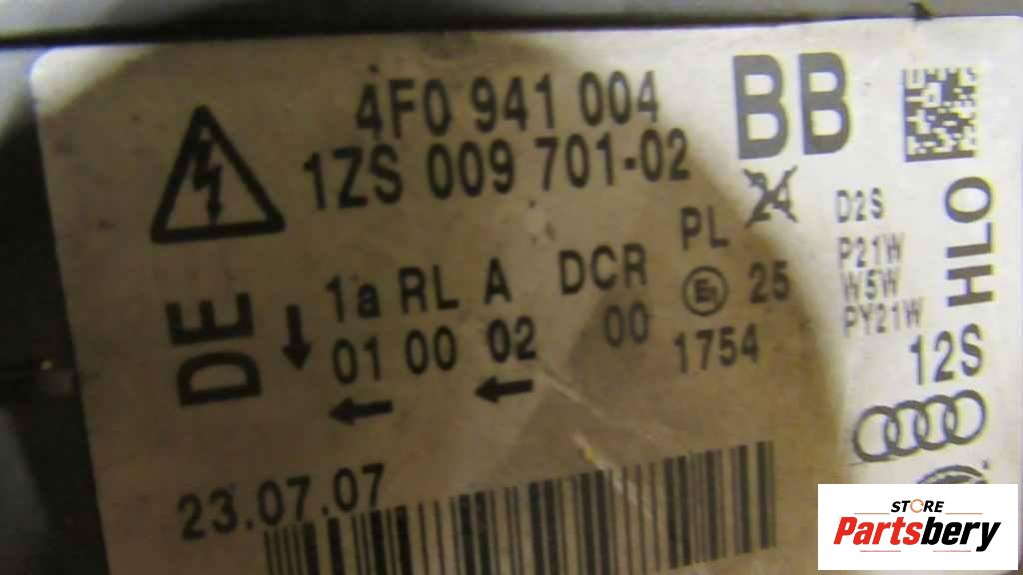 4F0 941 004
BB
1ZS 009 701-02
DE
1a RL A DCR PL 24
01 00 02 00 E1 25
1754
D2S
P21W
W5W
PY21W
HLO
12S
23.07.07
STORE
Partsbery